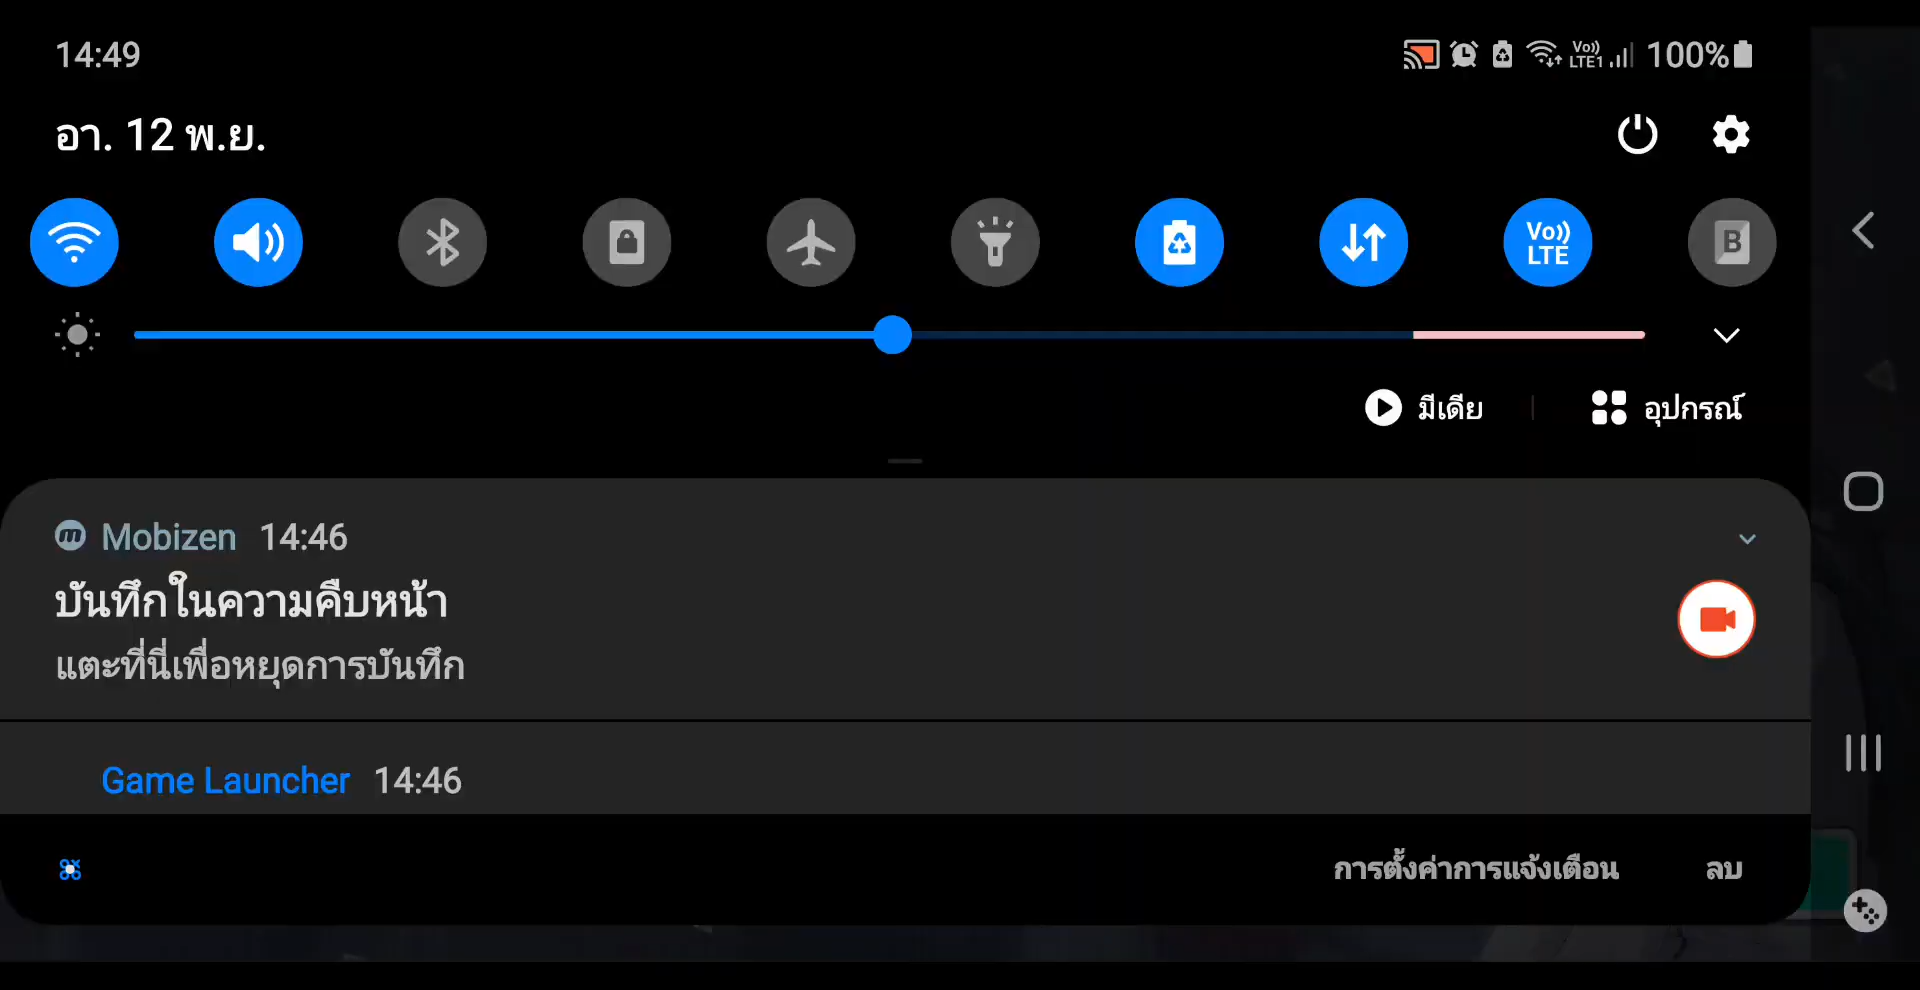 14:49
Vo)) LTE1 100%
อา. 12 พ.ย.
Vo)) LTE
B
มีเดีย
อุปกรณ์
Mobizen 14:46
บันทึกในความคืบหน้า
แตะที่นี่เพื่อหยุดการบันทึก
Game Launcher 14:46
การตั้งค่าการแจ้งเตือน
ลบ